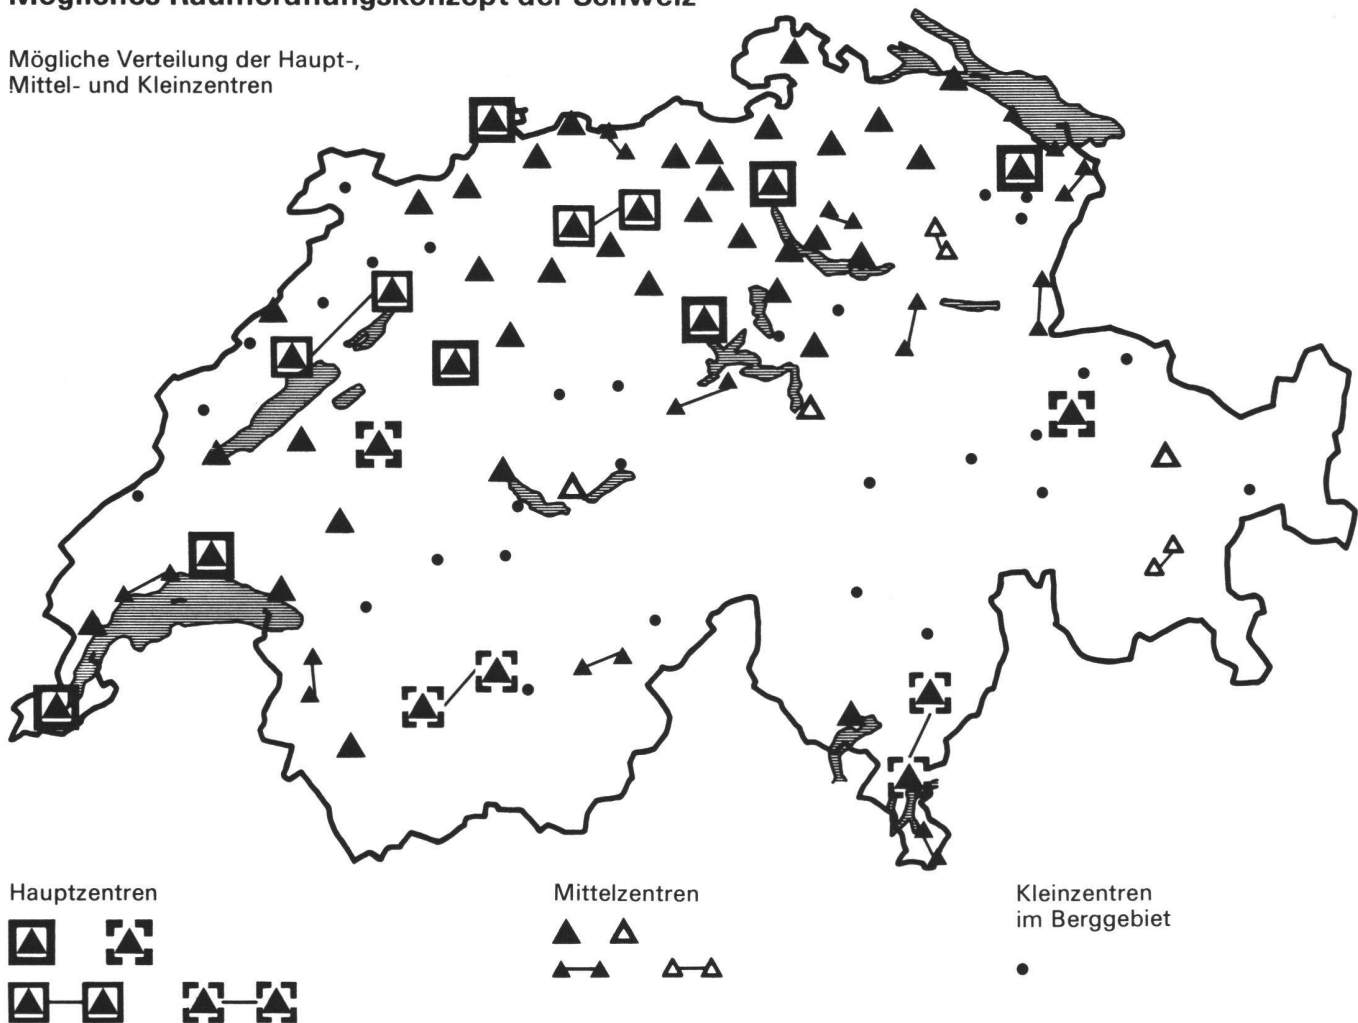 Mögliches Raumordnungskonzept der Schweiz
Mögliche Verteilung der Haupt-,
Mittel- und Kleinzentren
Hauptzentren
Mittelzentren
Kleinzentren
im Berggebiet